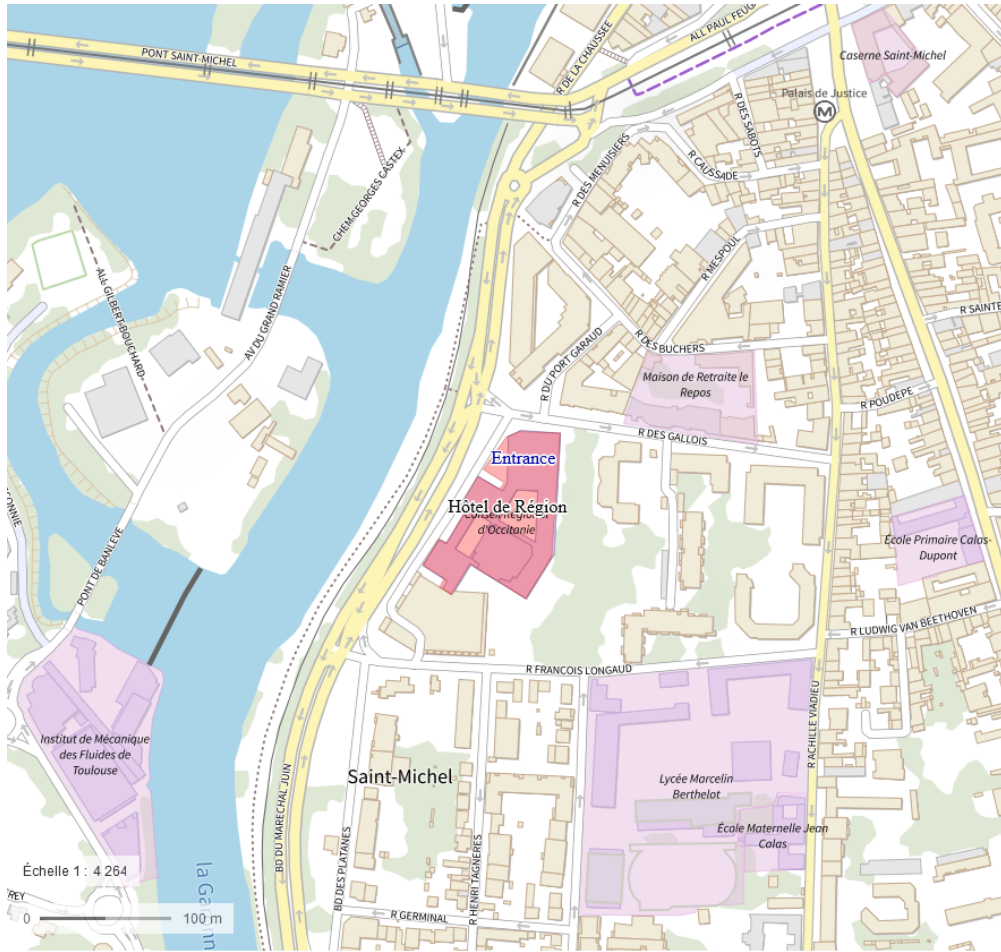 PONT SAINT-MICHEL
R DE LA CHAUSSEE
ALL PAUL FEUG
Caserne Saint-Michel
Palais de Justice
M
R DES SABOTS
R CAUSSADE
R DES MENUISIERS
CHEM GEORGES CASTEX
R MESPOUL
ALL GILBERT-BOUCHARD
AV DU GRAND RAMIER
R SAINTE
R DES BUCHERS
R DU PORT GARAUD
Maison de Retraite le
Repos
R POUDEPE
R DES GALLOIS
Entrance
Hôtel de Région
d'Occitanie
École Primaire Calas-
Dupont
PONT DE BANLEVE
R LUDWIG VAN BEETHOVEN
R FRANCOIS LONGAUD
R ACHILLE VIADIEU
Institut de Mécanique
des Fluides de
Toulouse
Saint-Michel
Lycée Marcelin
Berthelot
École Maternelle Jean
Calas
BD DU MARECHAL JUIN
BD DES PLATANES
R HENRI TAGNERES
R GERMINAL
la Ga
Échelle 1 : 4 264
0 100 m
REY